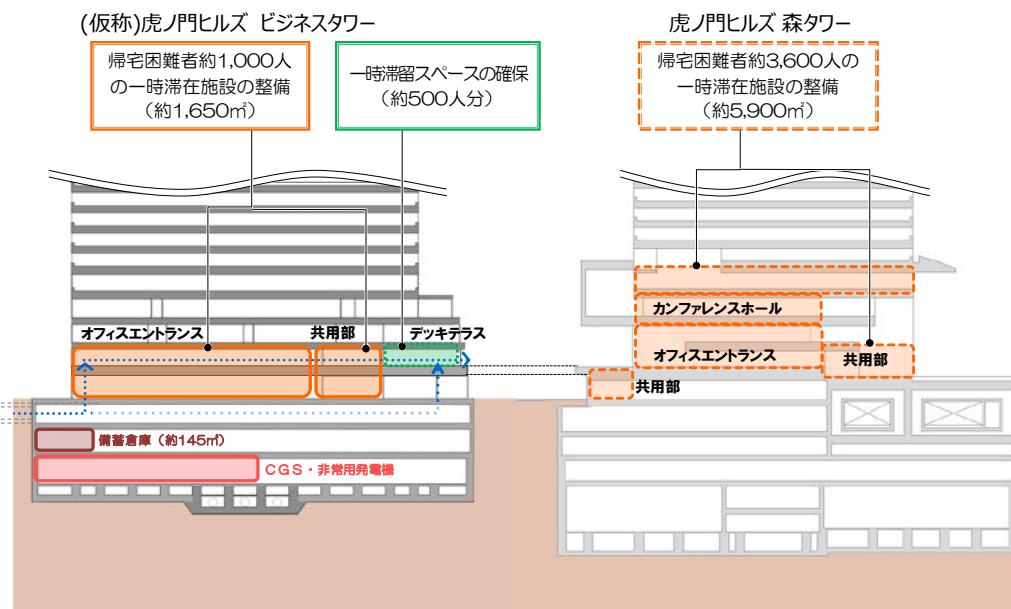 (仮称)虎ノ門ヒルズ ビジネスタワー
虎ノ門ヒルズ 森タワー
帰宅困難者約1,000人
の一時滞在施設の整備
（約1,650㎡）
一時滞留スペースの確保
（約500人分）
帰宅困難者約3,600人の
一時滞在施設の整備
（約5,900㎡）
オフィスエントランス
共用部
デッキテラス
カンファレンスホール
オフィスエントランス
共用部
共用部
備蓄倉庫（約145㎡）
CGS・非常用発電機